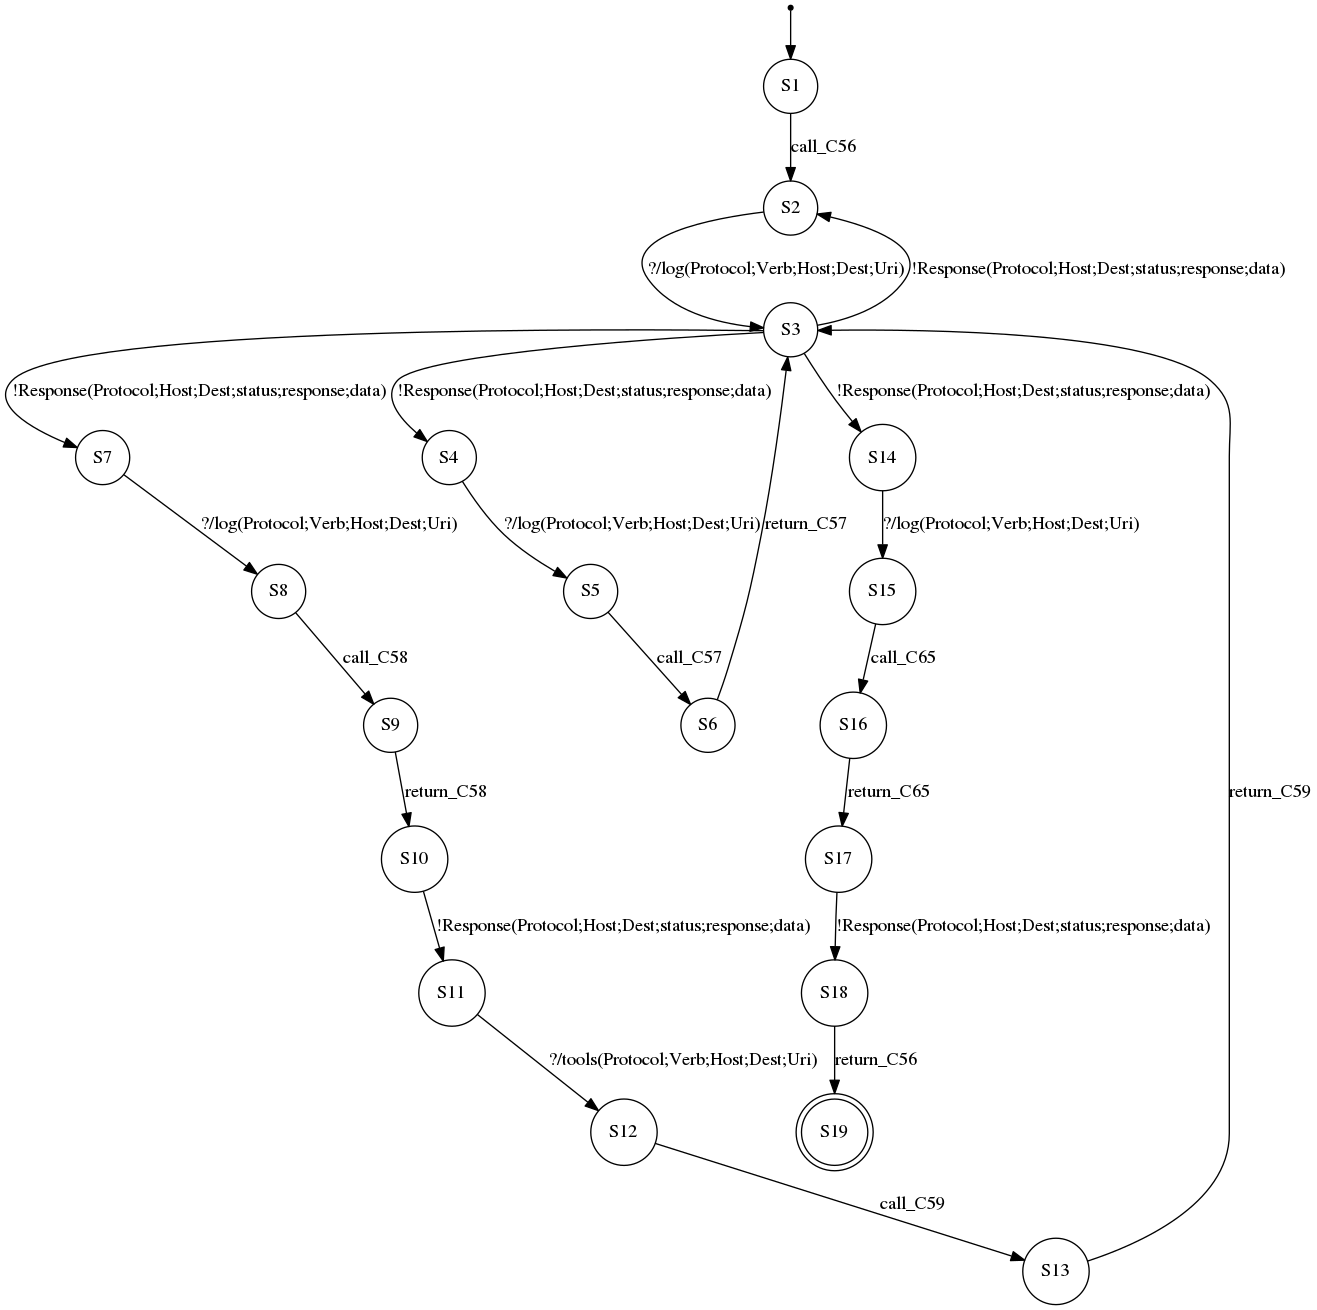 S1
call_C56
S2
?/log(Protocol;Verb;Host;Dest;Uri)
!Response(Protocol;Host;Dest;status;response;data)
S3
!Response(Protocol;Host;Dest;status;response;data)
!Response(Protocol;Host;Dest;status;response;data)
!Response(Protocol;Host;Dest;status;response;data)
S7
S4
S14
?/log(Protocol;Verb;Host;Dest;Uri)
?/log(Protocol;Verb;Host;Dest;Uri)
return_C57
?/log(Protocol;Verb;Host;Dest;Uri)
S8
S5
S15
call_C58
call_C57
call_C65
S9
S6
S16
return_C58
return_C65
return_C59
S10
S17
!Response(Protocol;Host;Dest;status;response;data)
!Response(Protocol;Host;Dest;status;response;data)
S11
S18
?/tools(Protocol;Verb;Host;Dest;Uri)
return_C56
S12
S19
call_C59
S13